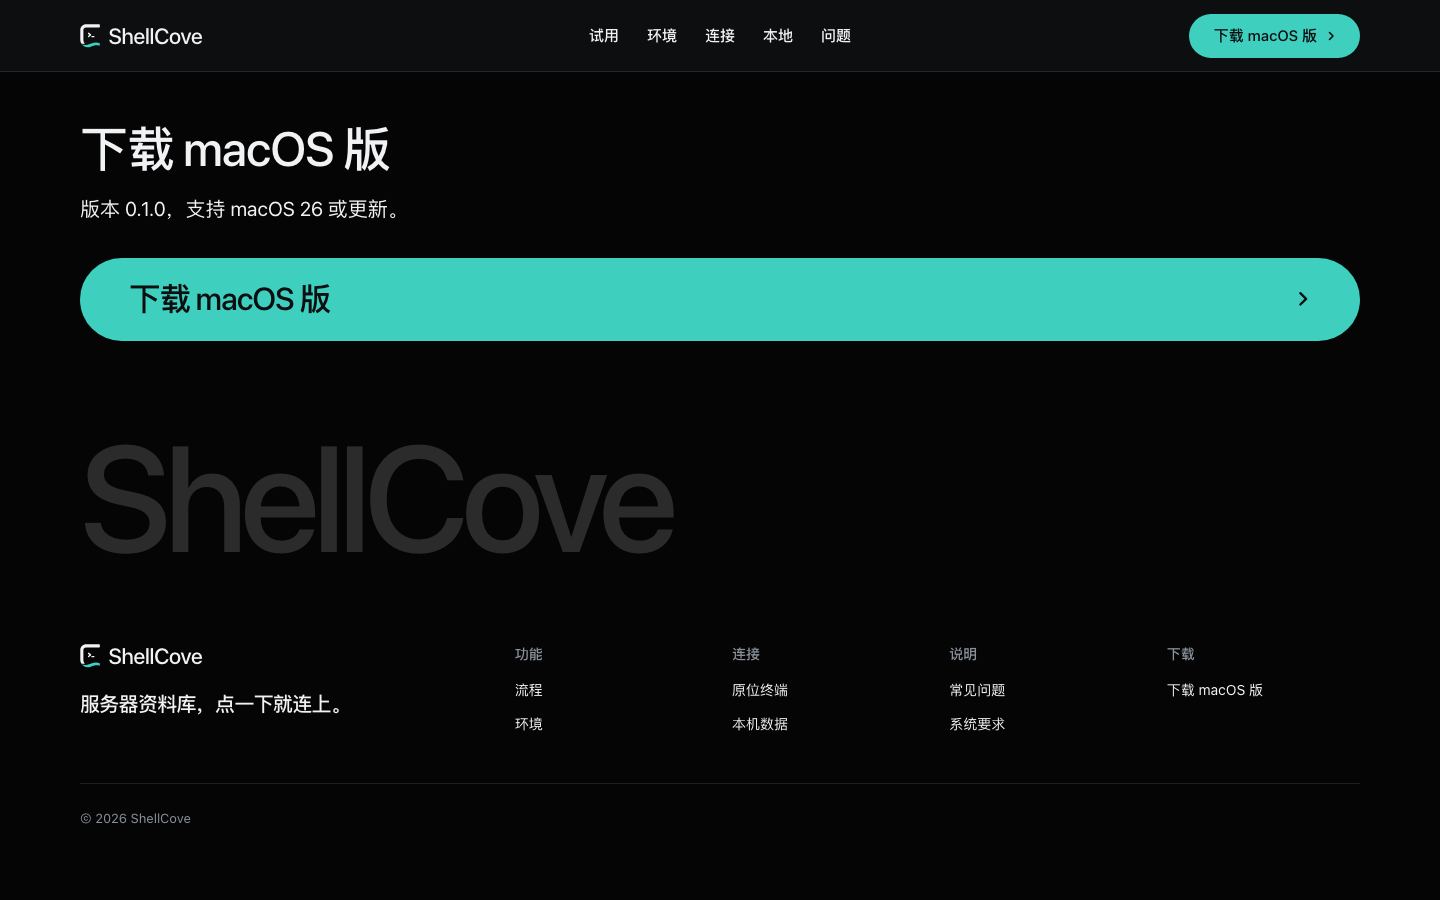 ShellCove
试用 环境 连接 本地 问题
下载 macOS 版
下载 macOS 版
版本 0.1.0，支持 macOS 26 或更新。
下载 macOS 版
ShellCove
ShellCove
服务器资料库，点一下就连上。
功能
流程
环境
连接
原位终端
本机数据
说明
常见问题
系统要求
下载
下载 macOS 版
© 2026 ShellCove